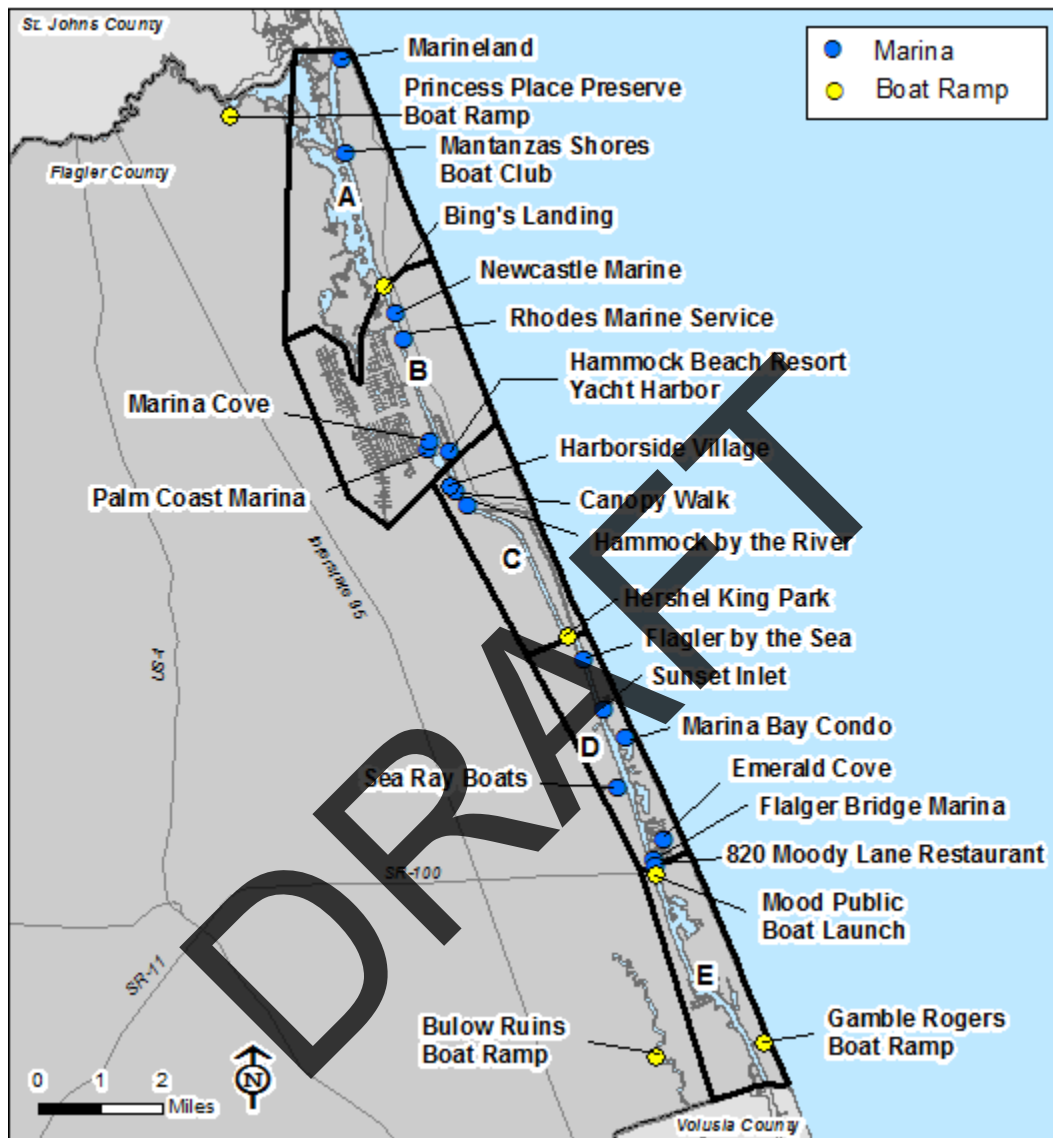 St. Johns County
Marineland
Marina
Boat Ramp
Princess Place Preserve
Boat Ramp
Mantanzas Shores
Boat Club
Flagler County
A
Bing's Landing
Newcastle Marine
Rhodes Marine Service
B
Hammock Beach Resort
Yacht Harbor
Marina Cove
Harborside Village
Palm Coast Marina
Canopy Walk
Hammock by the River
C
Interstate 95
Hershel King Park
Flagler by the Sea
US-1
Sunset Inlet
Marina Bay Condo
D
Emerald Cove
Sea Ray Boats
Flalger Bridge Marina
820 Moody Lane Restaurant
SR-100
Mood Public
Boat Launch
SR-11
E
Gamble Rogers
Boat Ramp
Bulow Ruins
Boat Ramp
N
0 1 2
Miles
Volusia County
DRAFT